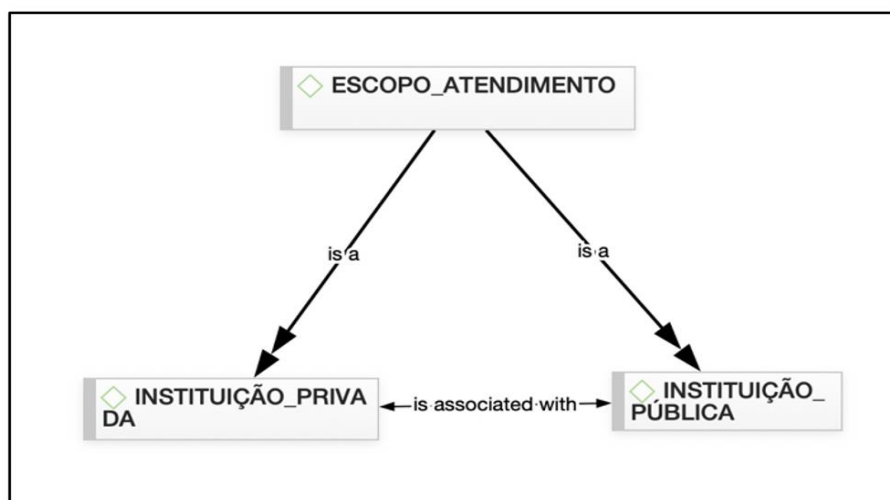 ESCOPO_ATENDIMENTO
is a
is a
INSTITUIÇÃO_PRIVA
DA
is associated with
INSTITUIÇÃO_
PÚBLICA